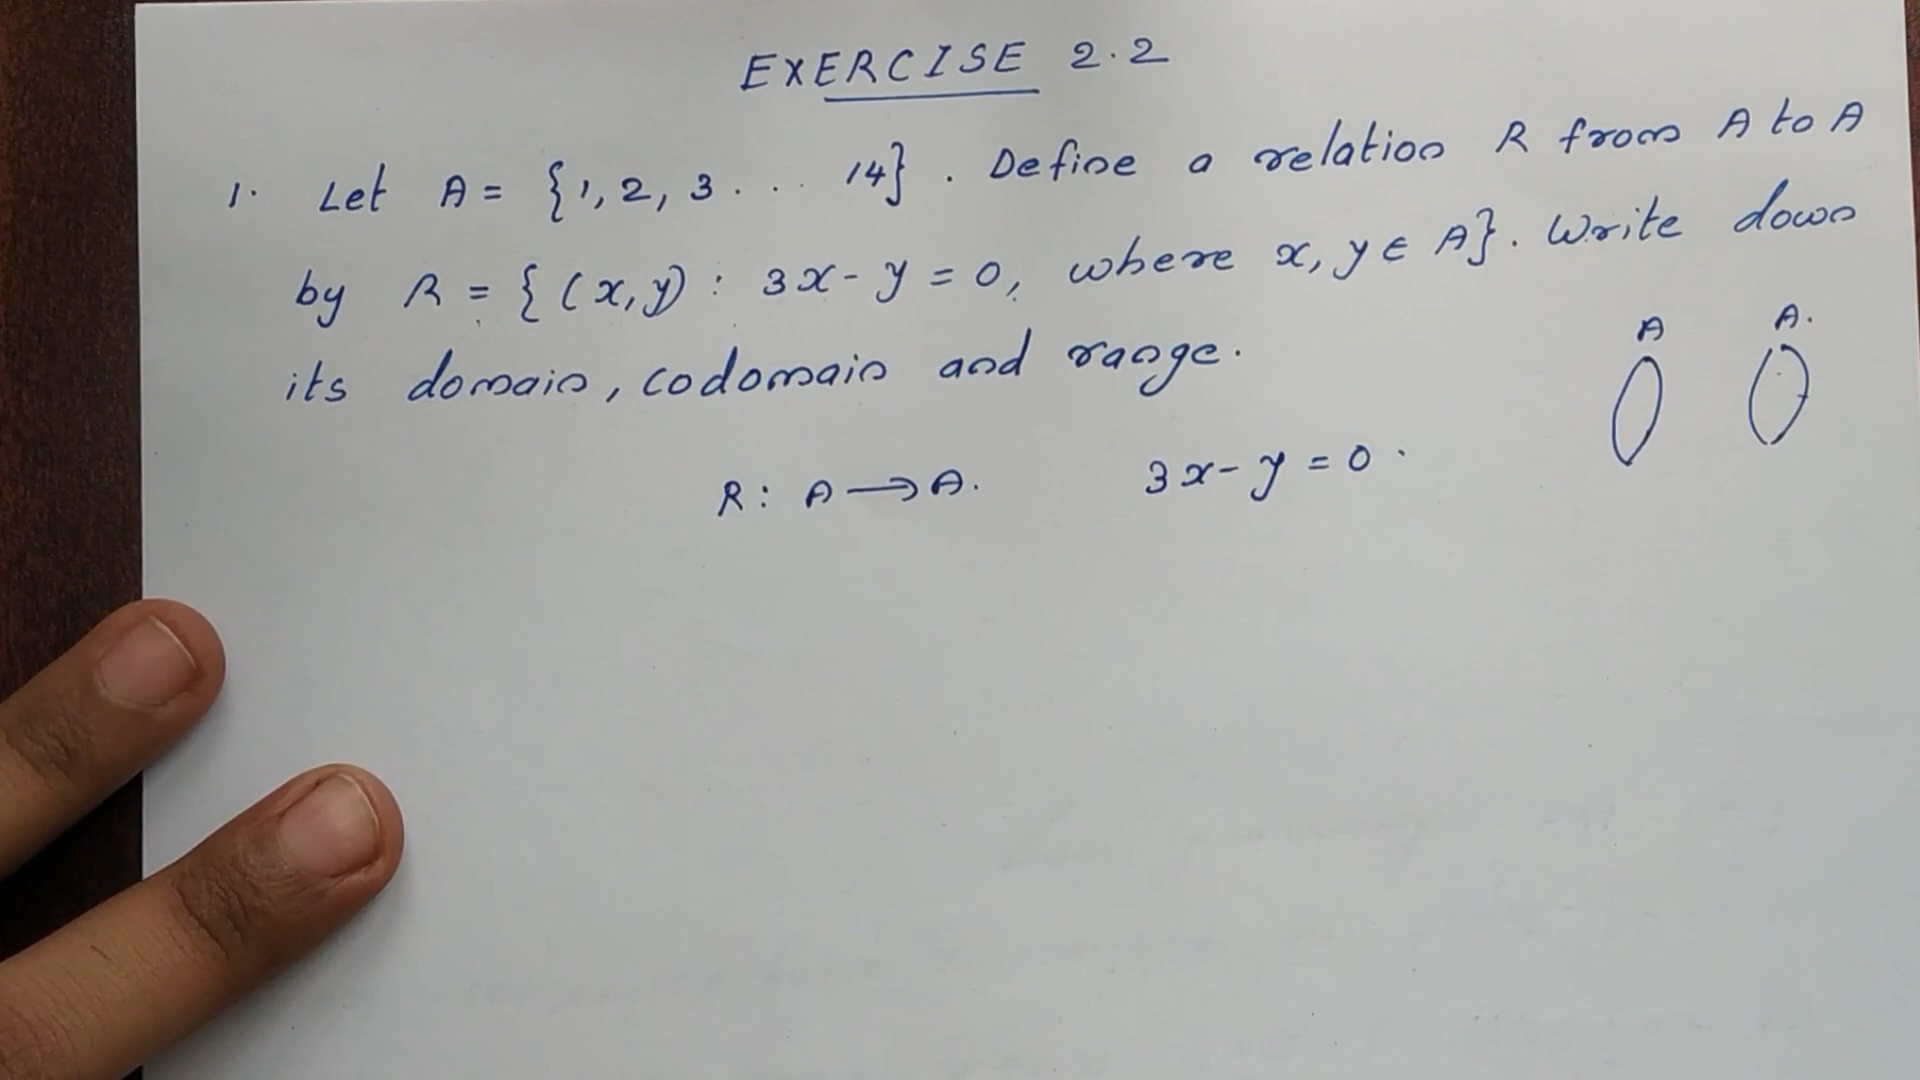 EXERCISE 2.2
1. Let A = {1, 2, 3 . . . 14} . Define a relation R from A to A
by R = { (x, y) : 3x - y = 0, where x, y ∈ A}. Write down
its domain, codomain and range.
A A.
R: A ⟶ A. 3x - y = 0 .